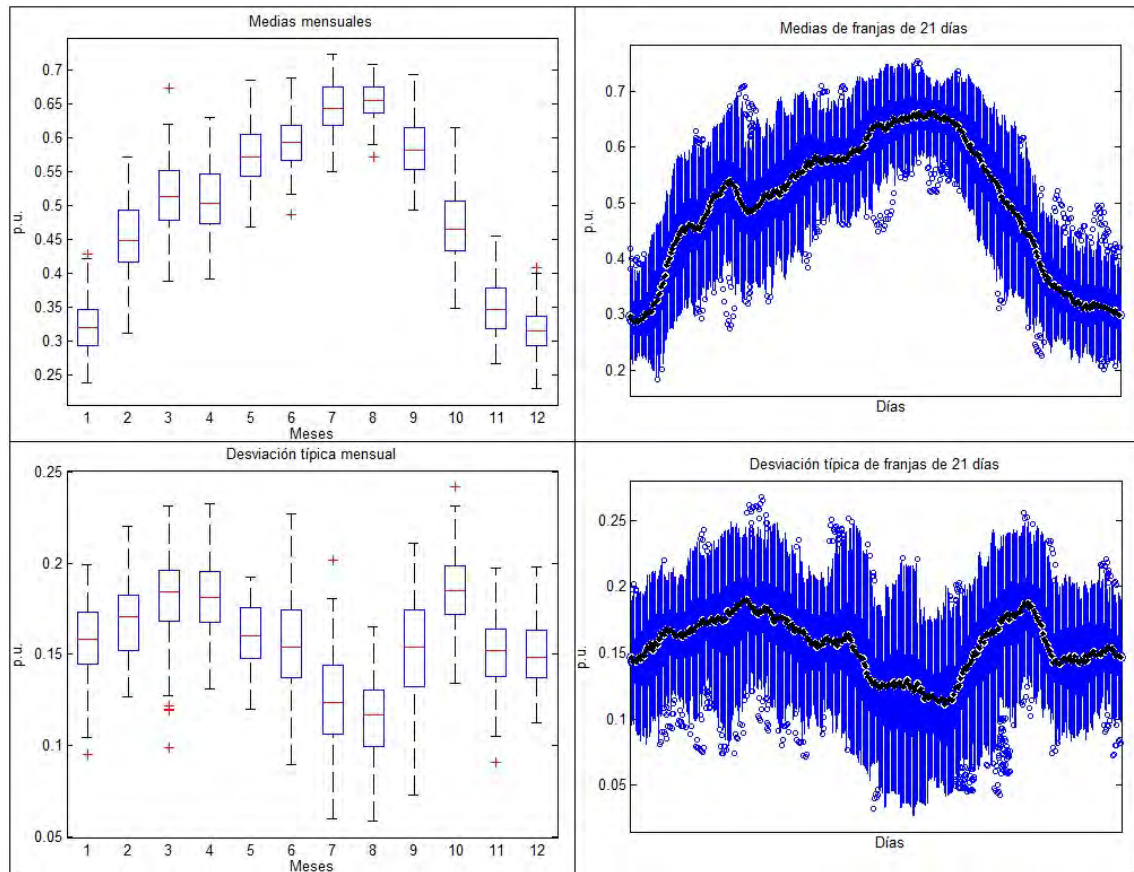 Medias mensuales
0.7
0.65
0.6
0.55
0.5
0.45
0.4
0.35
0.3
0.25
p.u.
1 2 3 4 5 6 7 8 9 10 11 12
Meses
Medias de franjas de 21 días
0.7
0.6
0.5
0.4
0.3
0.2
p.u.
Días
Desviación típica mensual
0.25
0.2
0.15
0.1
0.05
p.u.
1 2 3 4 5 6 7 8 9 10 11 12
Meses
Desviación típica de franjas de 21 días
0.25
0.2
0.15
0.1
0.05
p.u.
Días